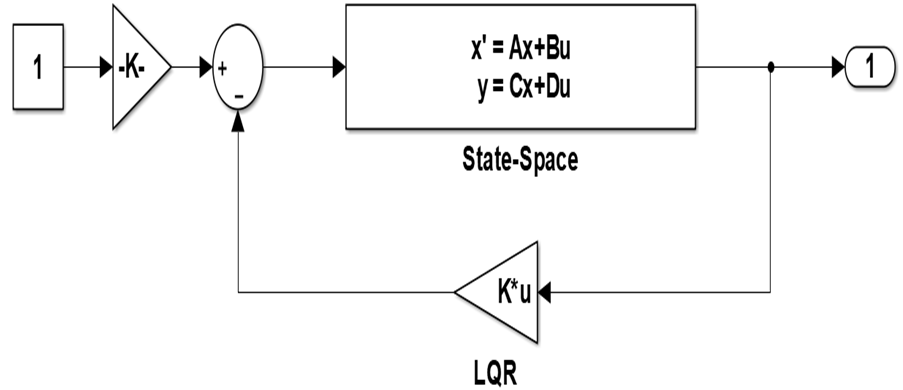 1
-K-
+
−
x' = Ax+Bu
y = Cx+Du
State-Space
1
K*u
LQR